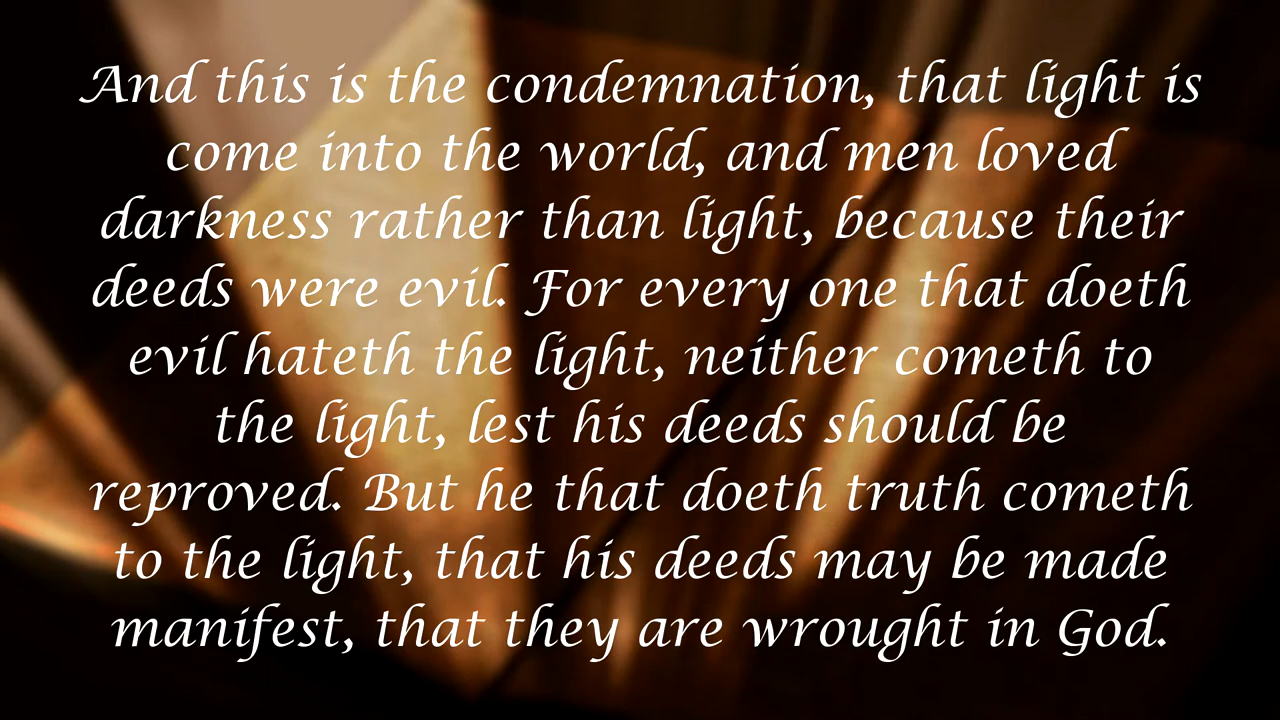 And this is the condemnation, that light is
come into the world, and men loved
darkness rather than light, because their
deeds were evil. For every one that doeth
evil hateth the light, neither cometh to
the light, lest his deeds should be
reproved. But he that doeth truth cometh
to the light, that his deeds may be made
manifest, that they are wrought in God.